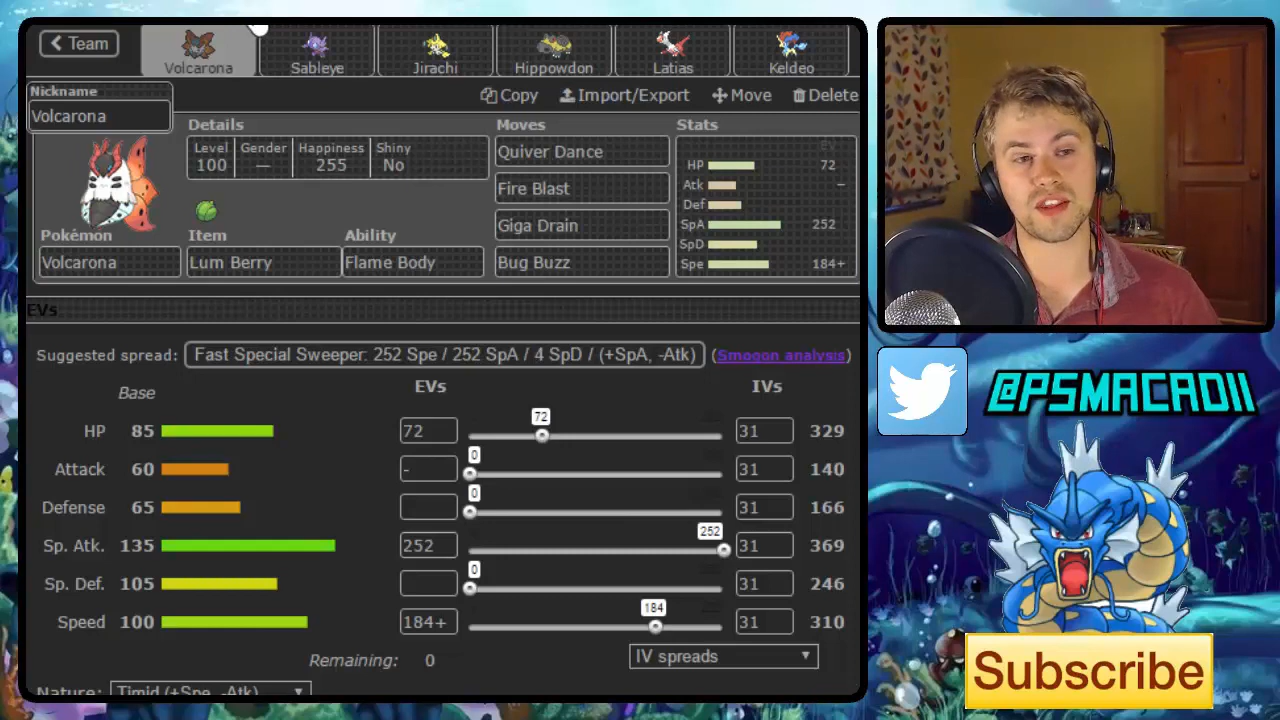 Team
Volcarona
Sableye
Jirachi
Hippowdon
Latias
Keldeo
Nickname
Volcarona
Copy
Import/Export
Move
Delete
Details
Level
100
Gender
—
Happiness
255
Shiny
No
Pokémon
Volcarona
Item
Lum Berry
Ability
Flame Body
Moves
Quiver Dance
Fire Blast
Giga Drain
Bug Buzz
Stats
EV
HP 72
Atk –
Def
SpA 252
SpD
Spe 184+
EVs
Suggested spread: Fast Special Sweeper: 252 Spe / 252 SpA / 4 SpD / (+SpA, -Atk) (Smogon analysis)
Base EVs IVs
HP 85 72 72 31 329
Attack 60 - 0 31 140
Defense 65 0 31 166
Sp. Atk. 135 252 252 31 369
Sp. Def. 105 0 31 246
Speed 100 184+ 184 31 310
Remaining: 0
IV spreads
Nature: Timid (+Spe, -Atk)
@PSMACADII
Subscribe